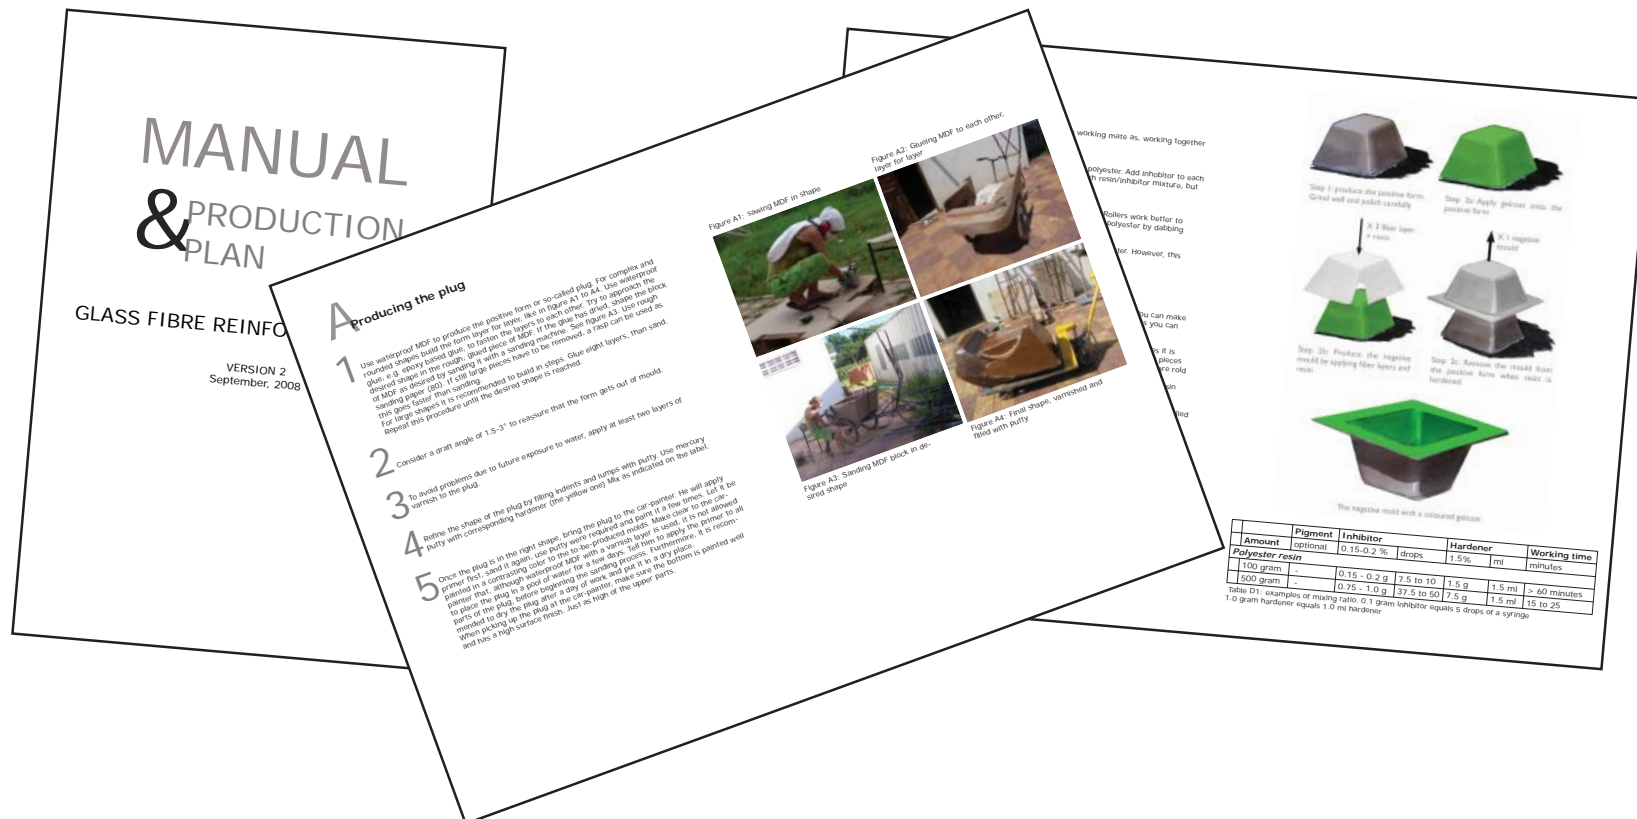 MANUAL
&
PRODUCTION
PLAN
GLASS FIBRE REINFO
VERSION 2
September, 2008
A
Producing the plug
1
Use waterproof MDF to produce the positive form or so-called plug. For complex and
rounded shapes build the form layer for layer, like in figure A1 to A4. Use waterproof
glue, e.g. epoxy based glue, to fasten the layers to each other. Try to approach the
desired shape in the rough, glued piece of MDF. If the glue has dried, shape the block
of MDF as desired by sanding it with a sanding machine. See figure A3. Use rough
sanding paper (80). If still large pieces have to be removed, a rasp can be used as
this goes faster than sanding.
For large shapes it is recommended to build in steps. Glue eight layers, than sand.
Repeat this procedure until the desired shape is reached.
2
Consider a draft angle of 1.5-3° to reassure that the form gets out of mould.
3
To avoid problems due to future exposure to water, apply at least two layers of
varnish to the plug.
4
Refine the shape of the plug by filling indents and lumps with putty. Use mercury
putty with corresponding hardener (the yellow one) Mix as indicated on the label.
5
Once the plug is in the right shape, bring the plug to the car-painter. He will apply
primer first, sand it again, use putty were required and paint it a few times. Let it be
painted in a contrasting color to the to-be-produced molds. Make clear to the car-
painter that, although waterproof MDF with a varnish layer is used, it is not allowed
to place the plug in a pool of water for a few days. Tell him to apply the primer to all
parts of the plug, before beginning the sanding process. Furthermore, it is recom-
mended to dry the plug after a day of work and put it in a dry place.
When picking up the plug at the car-painter, make sure the bottom is painted well
and has a high surface finish. Just as high of the upper parts.
Figure A1: Sawing MDF in shape
Figure A2: Glueing MDF to each other,
layer for layer
Figure A3: Sanding MDF block in de-
sired shape
Figure A4: Final shape, varnished and
filled with putty
working mate as, working together
polyester. Add inhobitor to each
h resin/inhibitor mixture, but
Rollers work beffer to
polyester by dabbing
ter. However, this
ou can make
s you can
s it is
pieces
re rold
Step 1: produce the positive form.
Grind well and polish carefully
Step 2a: Apply gelcoat onto the
positive form
X 3 fiber layer
+ resin
X 1 negative
mould
Step 2b: Produce the negative
mould by applying fiber layers and
resin
Step 2c: Remove the mould from
the positive form when resin is
hardened
The negative mold with a coloured gelcoat
Pigment Inhibitor Hardener Working time
Amount optional 0.15-0.2 % drops 1.5% ml minutes
Polyester resin
100 gram - 0.15 - 0.2 g 7.5 to 10 1.5 g 1.5 ml > 60 minutes
500 gram - 0.75 - 1.0 g 37.5 to 50 7.5 g 1.5 ml 15 to 25
Table D1: examples of mixing ratio. 0.1 gram inhibitor equals 5 drops of a syringe
1.0 gram hardener equals 1.0 ml hardener